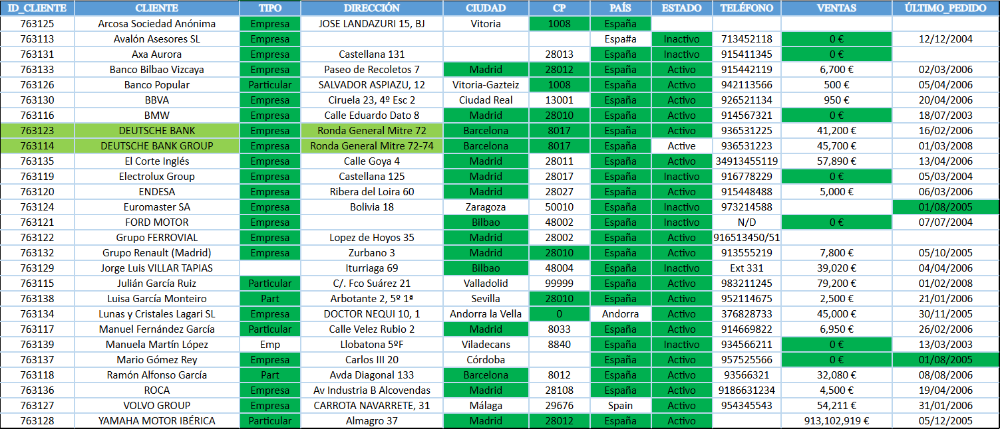 ID_CLIENTE CLIENTE TIPO DIRECCIÓN CIUDAD CP PAÍS ESTADO TELÉFONO VENTAS ÚLTIMO_PEDIDO
763125 Arcosa Sociedad Anónima Empresa JOSE LANDAZURI 15, BJ Vitoria 1008 España
763113 Avalón Asesores SL Empresa Espa#a Inactivo 713452118 0 € 12/12/2004
763131 Axa Aurora Empresa Castellana 131 28013 España Inactivo 915411345 0 €
763133 Banco Bilbao Vizcaya Empresa Paseo de Recoletos 7 Madrid 28012 España Activo 915442119 6,700 € 02/03/2006
763126 Banco Popular Particular SALVADOR ASPIAZU, 12 Vitoria-Gazteiz 1008 España Activo 942113566 500 € 05/04/2006
763130 BBVA Empresa Ciruela 23, 4º Esc 2 Ciudad Real 13001 España Activo 926521134 950 € 20/04/2006
763116 BMW Empresa Calle Eduardo Dato 8 Madrid 28010 España Activo 914567321 0 € 18/07/2003
763123 DEUTSCHE BANK Empresa Ronda General Mitre 72 Barcelona 8017 España Activo 936531225 41,200 € 16/02/2006
763114 DEUTSCHE BANK GROUP Empresa Ronda General Mitre 72-74 Barcelona 8017 España Active 936531223 45,700 € 01/03/2008
763135 El Corte Inglés Empresa Calle Goya 4 Madrid 28011 España Activo 34913455119 57,890 € 13/04/2006
763119 Electrolux Group Empresa Castellana 125 Madrid 28017 España Inactivo 916778229 0 € 05/03/2004
763120 ENDESA Empresa Ribera del Loira 60 Madrid 28027 España Activo 915448488 5,000 € 06/03/2006
763124 Euromaster SA Empresa Bolivia 18 Zaragoza 50010 España Inactivo 973214588 01/08/2005
763121 FORD MOTOR Empresa Bilbao 48002 España Inactivo N/D 0 € 07/07/2004
763122 Grupo FERROVIAL Empresa Lopez de Hoyos 35 Madrid 28002 España Activo 916513450/51
763132 Grupo Renault (Madrid) Empresa Zurbano 3 Madrid 28010 España Activo 913555219 7,800 € 05/10/2005
763129 Jorge Luis VILLAR TAPIAS Iturriaga 69 Bilbao 48004 España Inactivo Ext 331 39,020 € 04/04/2006
763115 Julián García Ruiz Particular C/. Fco Suárez 21 Valladolid 99999 España Activo 983211245 79,200 € 01/02/2008
763138 Luisa García Monteiro Part Arbotante 2, 5º 1ª Sevilla 28010 España Activo 952114675 2,500 € 21/01/2006
763134 Lunas y Cristales Lagari SL Empresa DOCTOR NEQUI 10, 1 Andorra la Vella 0 Andorra Activo 376828733 45,000 € 30/11/2005
763117 Manuel Fernández García Particular Calle Velez Rubio 2 Madrid 8033 España Activo 914669822 6,950 € 26/02/2006
763139 Manuela Martín López Emp Llobatona 5ºF Viladecans 8840 España Inactivo 934566211 0 € 13/03/2004
763137 Mario Gómez Rey Empresa Carlos III 20 Córdoba España Activo 957525566 0 € 01/08/2005
763118 Ramón Alfonso García Part Avda Diagonal 133 Barcelona 8012 España Activo 93566321 32,080 € 08/08/2006
763136 ROCA Empresa Av Industria B Alcovendas Madrid 28108 España Activo 9186631234 4,500 € 19/04/2006
763127 VOLVO GROUP Empresa CARROTA NAVARRETE, 31 Málaga 29676 Spain Activo 954345543 54,211 € 31/01/2006
763128 YAMAHA MOTOR IBÉRICA Particular Almagro 37 Madrid 28012 España Activo 913,102,919 € 05/12/2005